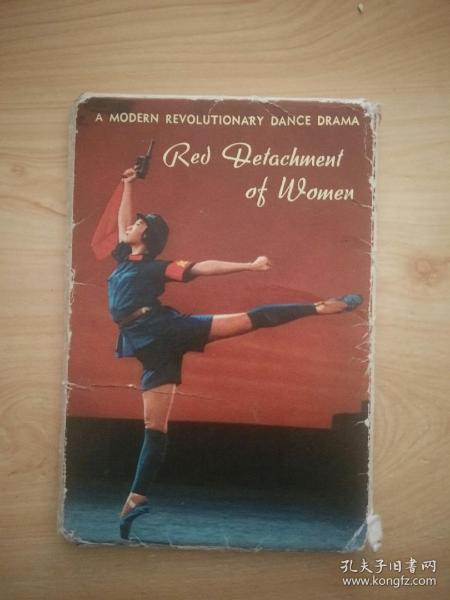 A MODERN REVOLUTIONARY DANCE DRAMA
Red Detachment
of Women
孔夫子旧书网
www.kongfz.com